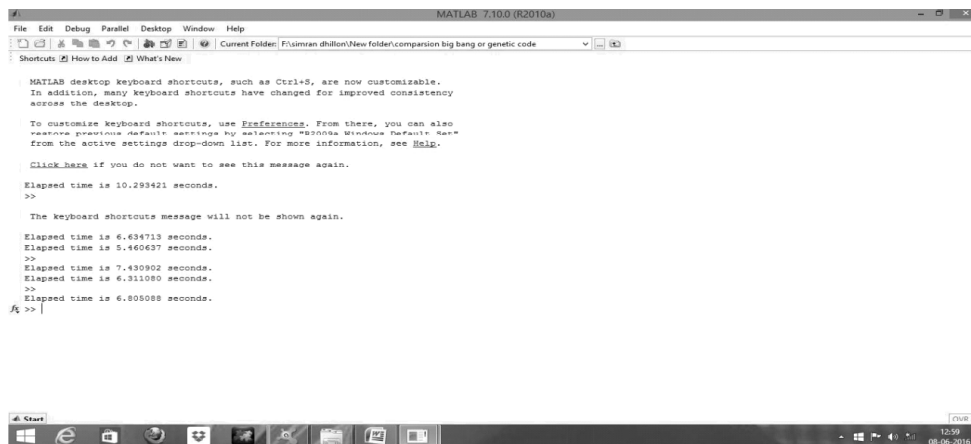 MATLAB 7.10.0 (R2010a)
File Edit Debug Parallel Desktop Window Help
Current Folder: F:\simran dhillon\New folder\comparsion big bang or genetic code
Shortcuts How to Add What's New
MATLAB desktop keyboard shortcuts, such as Ctrl+S, are now customizable.
In addition, many keyboard shortcuts have changed for improved consistency
across the desktop.
To customize keyboard shortcuts, use Preferences. From there, you can also
restore previous default settings by selecting "R2009a Windows Default Set"
from the active settings drop-down list. For more information, see Help.
Click here if you do not want to see this message again.
Elapsed time is 10.293421 seconds.
>>
The keyboard shortcuts message will not be shown again.
Elapsed time is 6.634713 seconds.
Elapsed time is 5.460637 seconds.
>>
Elapsed time is 7.430902 seconds.
Elapsed time is 6.311080 seconds.
>>
Elapsed time is 6.805088 seconds.
fx >>
Start
OVR
12:59
08-06-2016